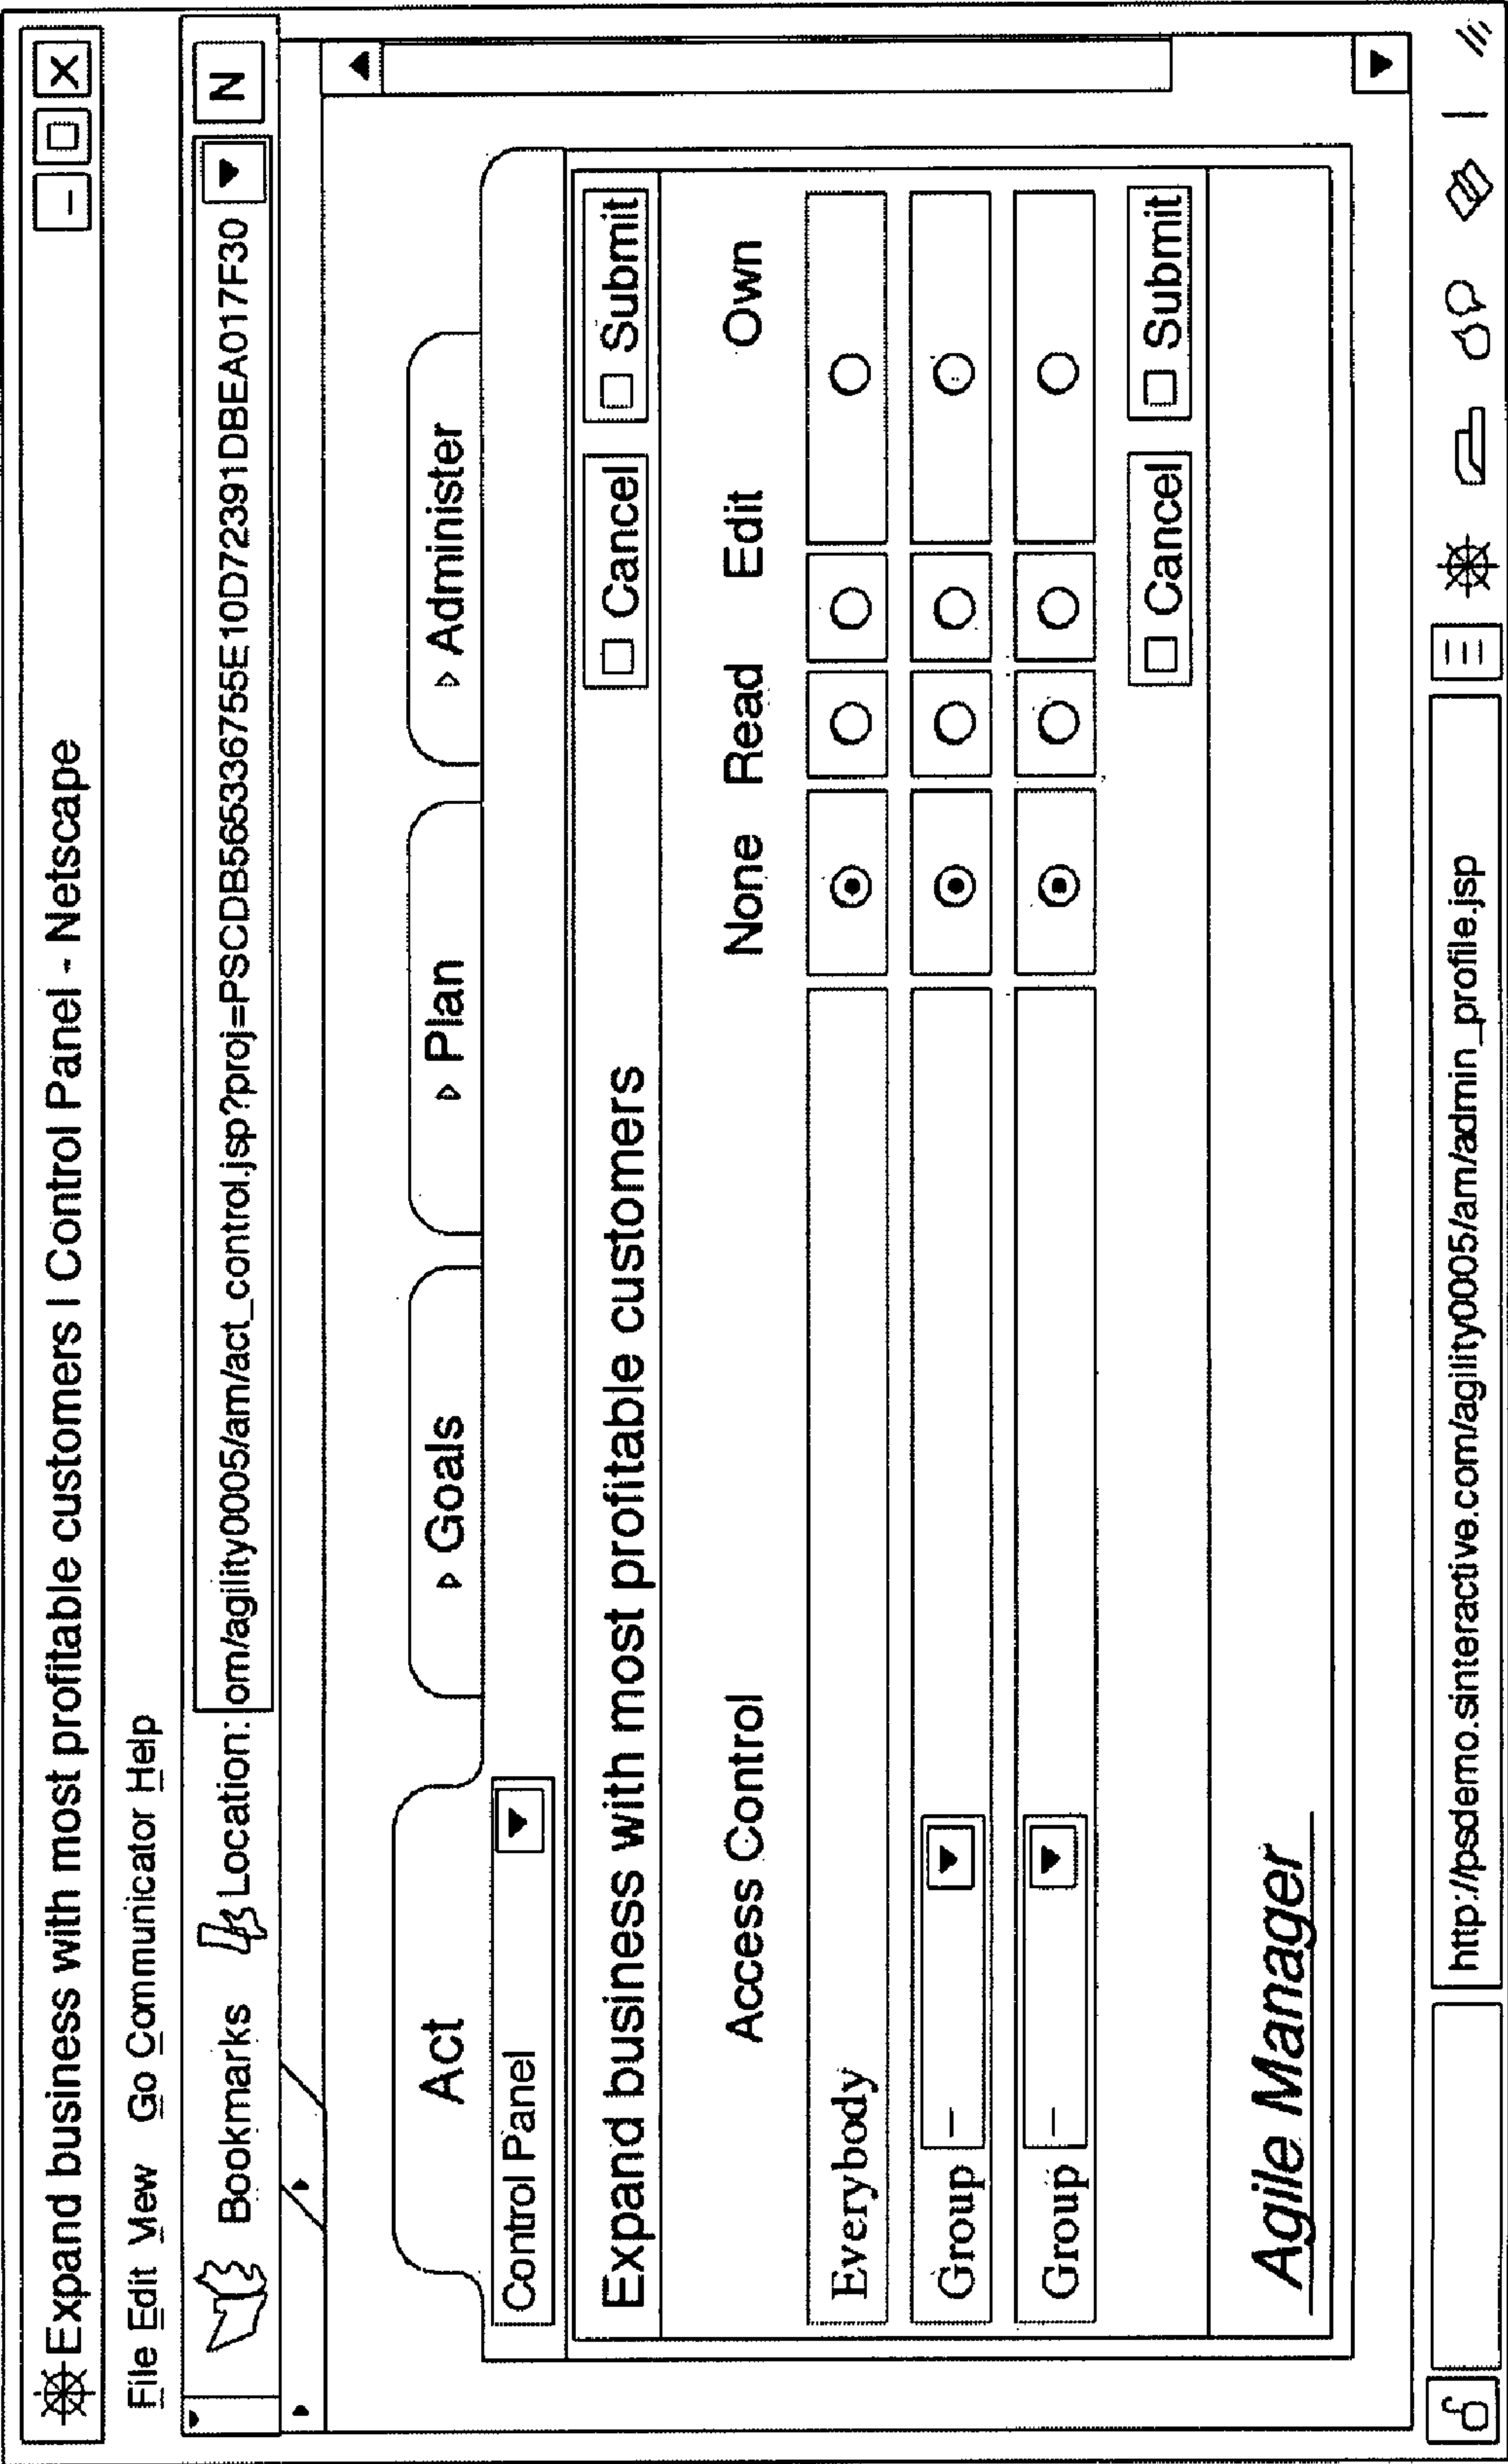 Expand business with most profitable customers | Control Panel - Netscape
File Edit View Go Communicator Help
Bookmarks Location: om/agility0005/am/act_control.jsp?proj=PSCDB565336755E10D72391DBEA017F30 N
Act Goals Plan Administer
Control Panel
Expand business with most profitable customers Cancel Submit
Access Control None Read Edit Own
Everybody
Group –
Group –
Cancel Submit
Agile Manager
http://psdemo.sinteractive.com/agility0005/am/admin_profile.jsp